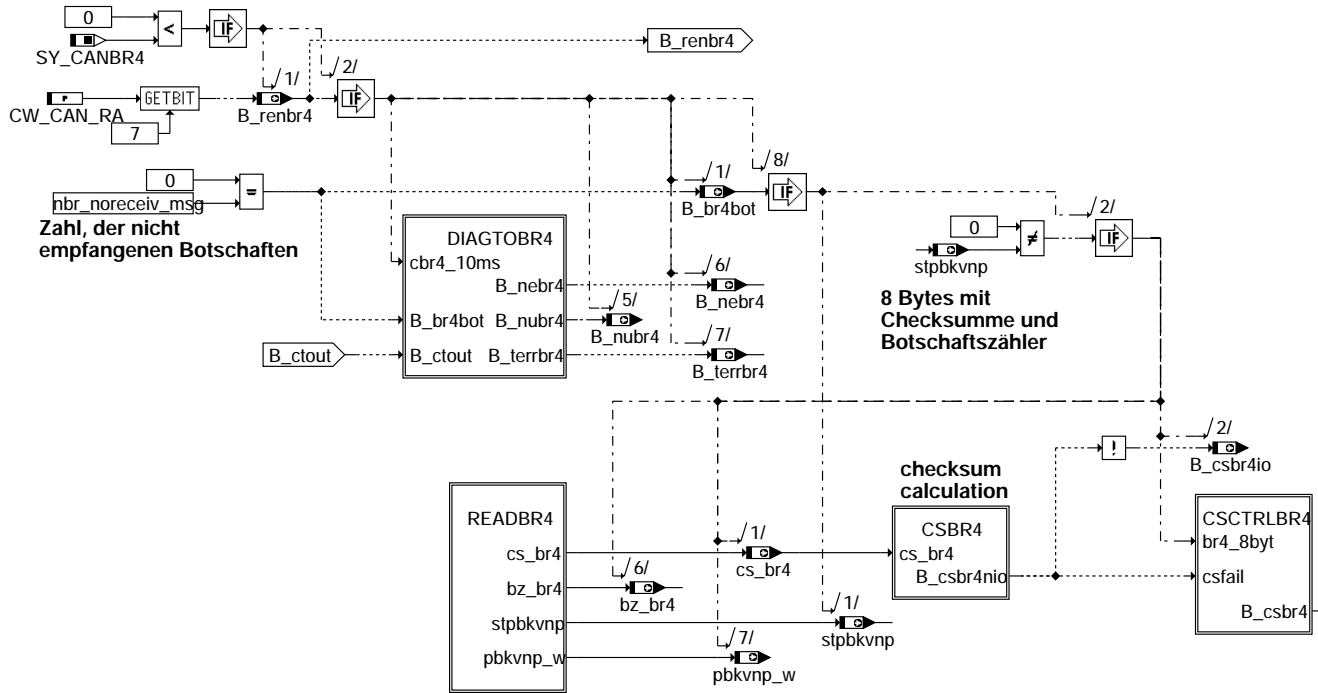 0
<
IF
SY_CANBR4
/1/
/2/
B_renbr4
CW_CAN_RA
GETBIT
7
B_renbr4
IF
0
=
nbr_noreceiv_msg
Zahl, der nicht
empfangenen Botschaften
/1/
B_br4bot
/8/
IF
0
≠
stpbkvnp
/2/
IF
8 Bytes mit
Checksumme und
Botschaftszähler
DIAGTOBR4
cbr4_10ms
B_nebr4
B_br4bot
B_nubr4
B_ctout
B_terrbr4
B_ctout
/6/
B_nebr4
/5/
B_nubr4
/7/
B_terrbr4
!
/2/
B_csbr4io
READBR4
cs_br4
bz_br4
stpbkvnp
pbkvnp_w
/1/
cs_br4
/6/
bz_br4
/1/
stpbkvnp
/7/
pbkvnp_w
checksum
calculation
CSBR4
cs_br4
B_csbr4nio
CSCTRLBR4
br4_8byt
csfail
B_csbr4